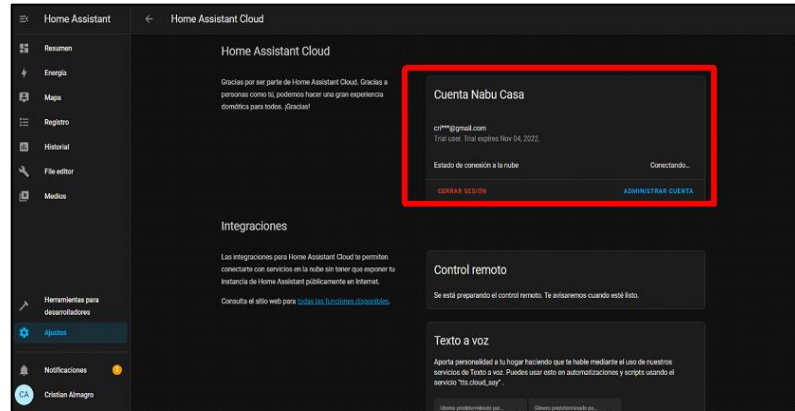 Home Assistant
Home Assistant Cloud
Resumen
Energía
Mapa
Registro
Historial
File editor
Medios
Herramientas para
desarrolladores
Ajustes
Notificaciones
1
CA
Cristian Almagro
Home Assistant Cloud
Gracias por ser parte de Home Assistant Cloud. Gracias a
personas como tú, podemos hacer una gran experiencia
domótica para todos. ¡Gracias!
Cuenta Nabu Casa
cri***@gmail.com
Trial user. Trial expires Nov 04, 2022.
Estado de conexión a la nube
Conectando...
CERRAR SESIÓN
ADMINISTRAR CUENTA
Integraciones
Las integraciones para Home Assistant Cloud te permiten
conectarte con servicios en la nube sin tener que exponer tu
instancia de Home Assistant públicamente en Internet.
Consulta el sitio web para todas las funciones disponibles.
Control remoto
Se está preparando el control remoto. Te avisaremos cuando esté listo.
Texto a voz
Aporta personalidad a tu hogar haciendo que te hable mediante el uso de nuestros
servicios de Texto a voz. Puedes usar esto en automatizaciones y scripts usando el
servicio "tts.cloud_say" .
Idioma predeterminado par...
Género predeterminado pa...